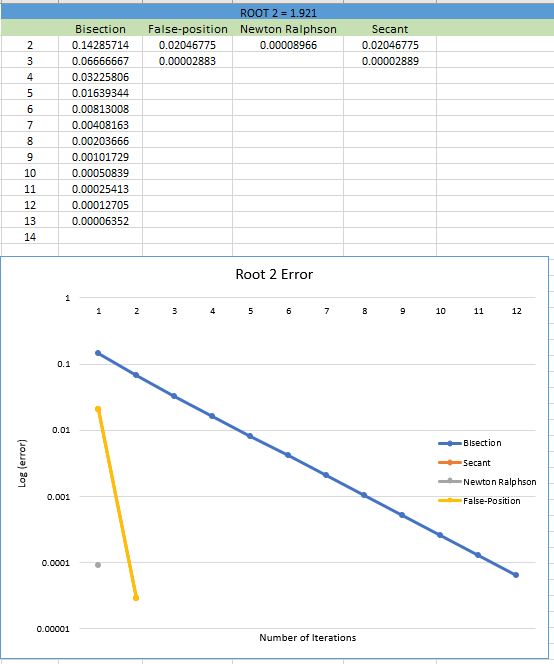 ROOT 2 = 1.921
Bisection False-position Newton Ralphson Secant
2 0.14285714 0.02046775 0.00008966 0.02046775
3 0.06666667 0.00002883 0.00002889
4 0.03225806
5 0.01639344
6 0.00813008
7 0.00408163
8 0.00203666
9 0.00101729
10 0.00050839
11 0.00025413
12 0.00012705
13 0.00006352
14
Root 2 Error
1
1 2 3 4 5 6 7 8 9 10 11 12
0.1
0.01
0.001
0.0001
0.00001
Log (error)
Bisection
Secant
Newton Ralphson
False-Position
Number of Iterations